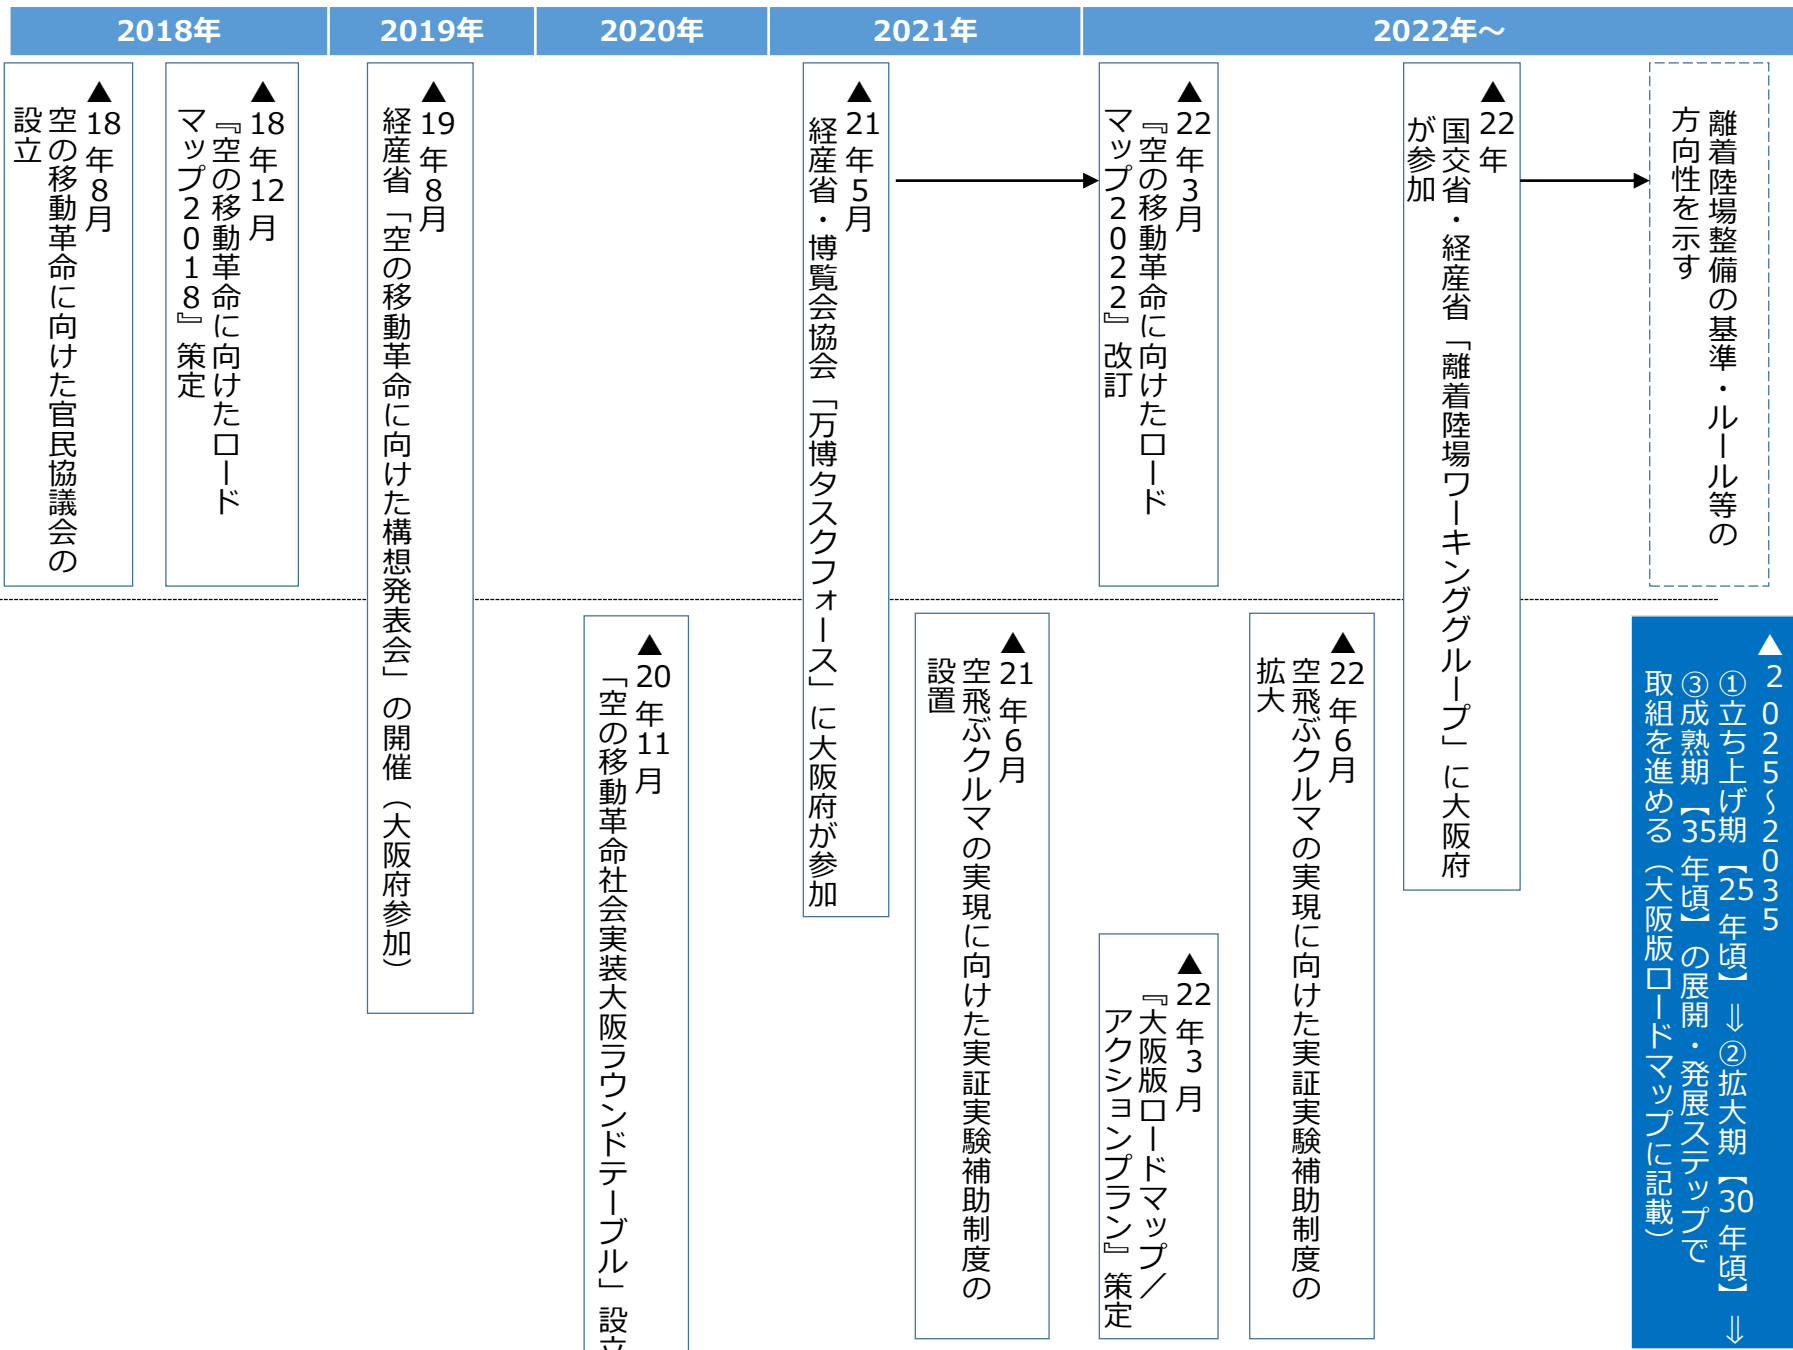 2018年
2019年
2020年
2021年
2022年～
▲18年8月
空の移動革命に向けた官民協議会の
設立
▲18年12月
『空の移動革命に向けたロード
マップ2018』策定
▲19年8月
経産省「空の移動革命に向けた構想発表会」の開催（大阪府参加）
▲21年5月
経産省・博覧会協会「万博タスクフォース」に大阪府が参加
▲22年3月
『空の移動革命に向けたロード
マップ2022』改訂
▲22年
国交省・経産省「離着陸場ワーキンググループ」に大阪府
が参加
離着陸場整備の基準・ルール等の
方向性を示す
▲20年11月
「空の移動革命社会実装大阪ラウンドテーブル」設立
▲21年6月
空飛ぶクルマの実現に向けた実証実験補助制度の
設置
▲22年3月
『大阪版ロードマップ／
アクションプラン』策定
▲22年6月
空飛ぶクルマの実現に向けた実証実験補助制度の
拡大
▲2025～2035
①立ち上げ期【25年頃】⇒②拡大期【30年頃】⇒
③成熟期【35年頃】の展開・発展ステップで
取組を進める（大阪版ロードマップに記載）